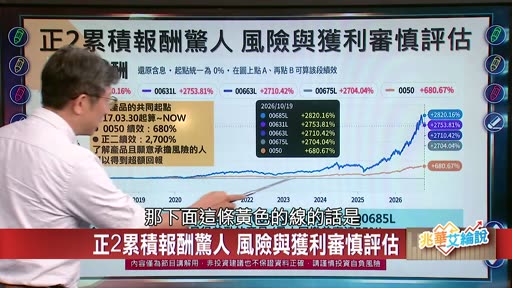 正2累積報酬驚人 風險與獲利審慎評估
酬
還原含息・起點統一為 0%・在圖上點 A、再點 B 可算該段績效
20.16% 00631L +2753.81% 00663L +2710.42% 00675L +2704.04% 0050 +680.67%
產品的共同起點
17.03.30起算~NOW
0050 績效：680%
正二績效：2,700%
了解產品且願意承擔風險的人
以得到超額回報
2026/10/19
00685L +2820.16%
00631L +2753.81%
00663L +2710.42%
00675L +2704.04%
0050 +680.67%
+2820.16%
+2753.81%
+2710.42%
+2704.04%
+680.67%
2021 2022 2023 2024 2025 2026
00685L
那下面這條黃色的線的話是
正2累積報酬驚人 風險與獲利審慎評估
兆華艾綸說
內容僅為節目講解用，非投資建議也不保證資料正確，請謹慎投資自負風險